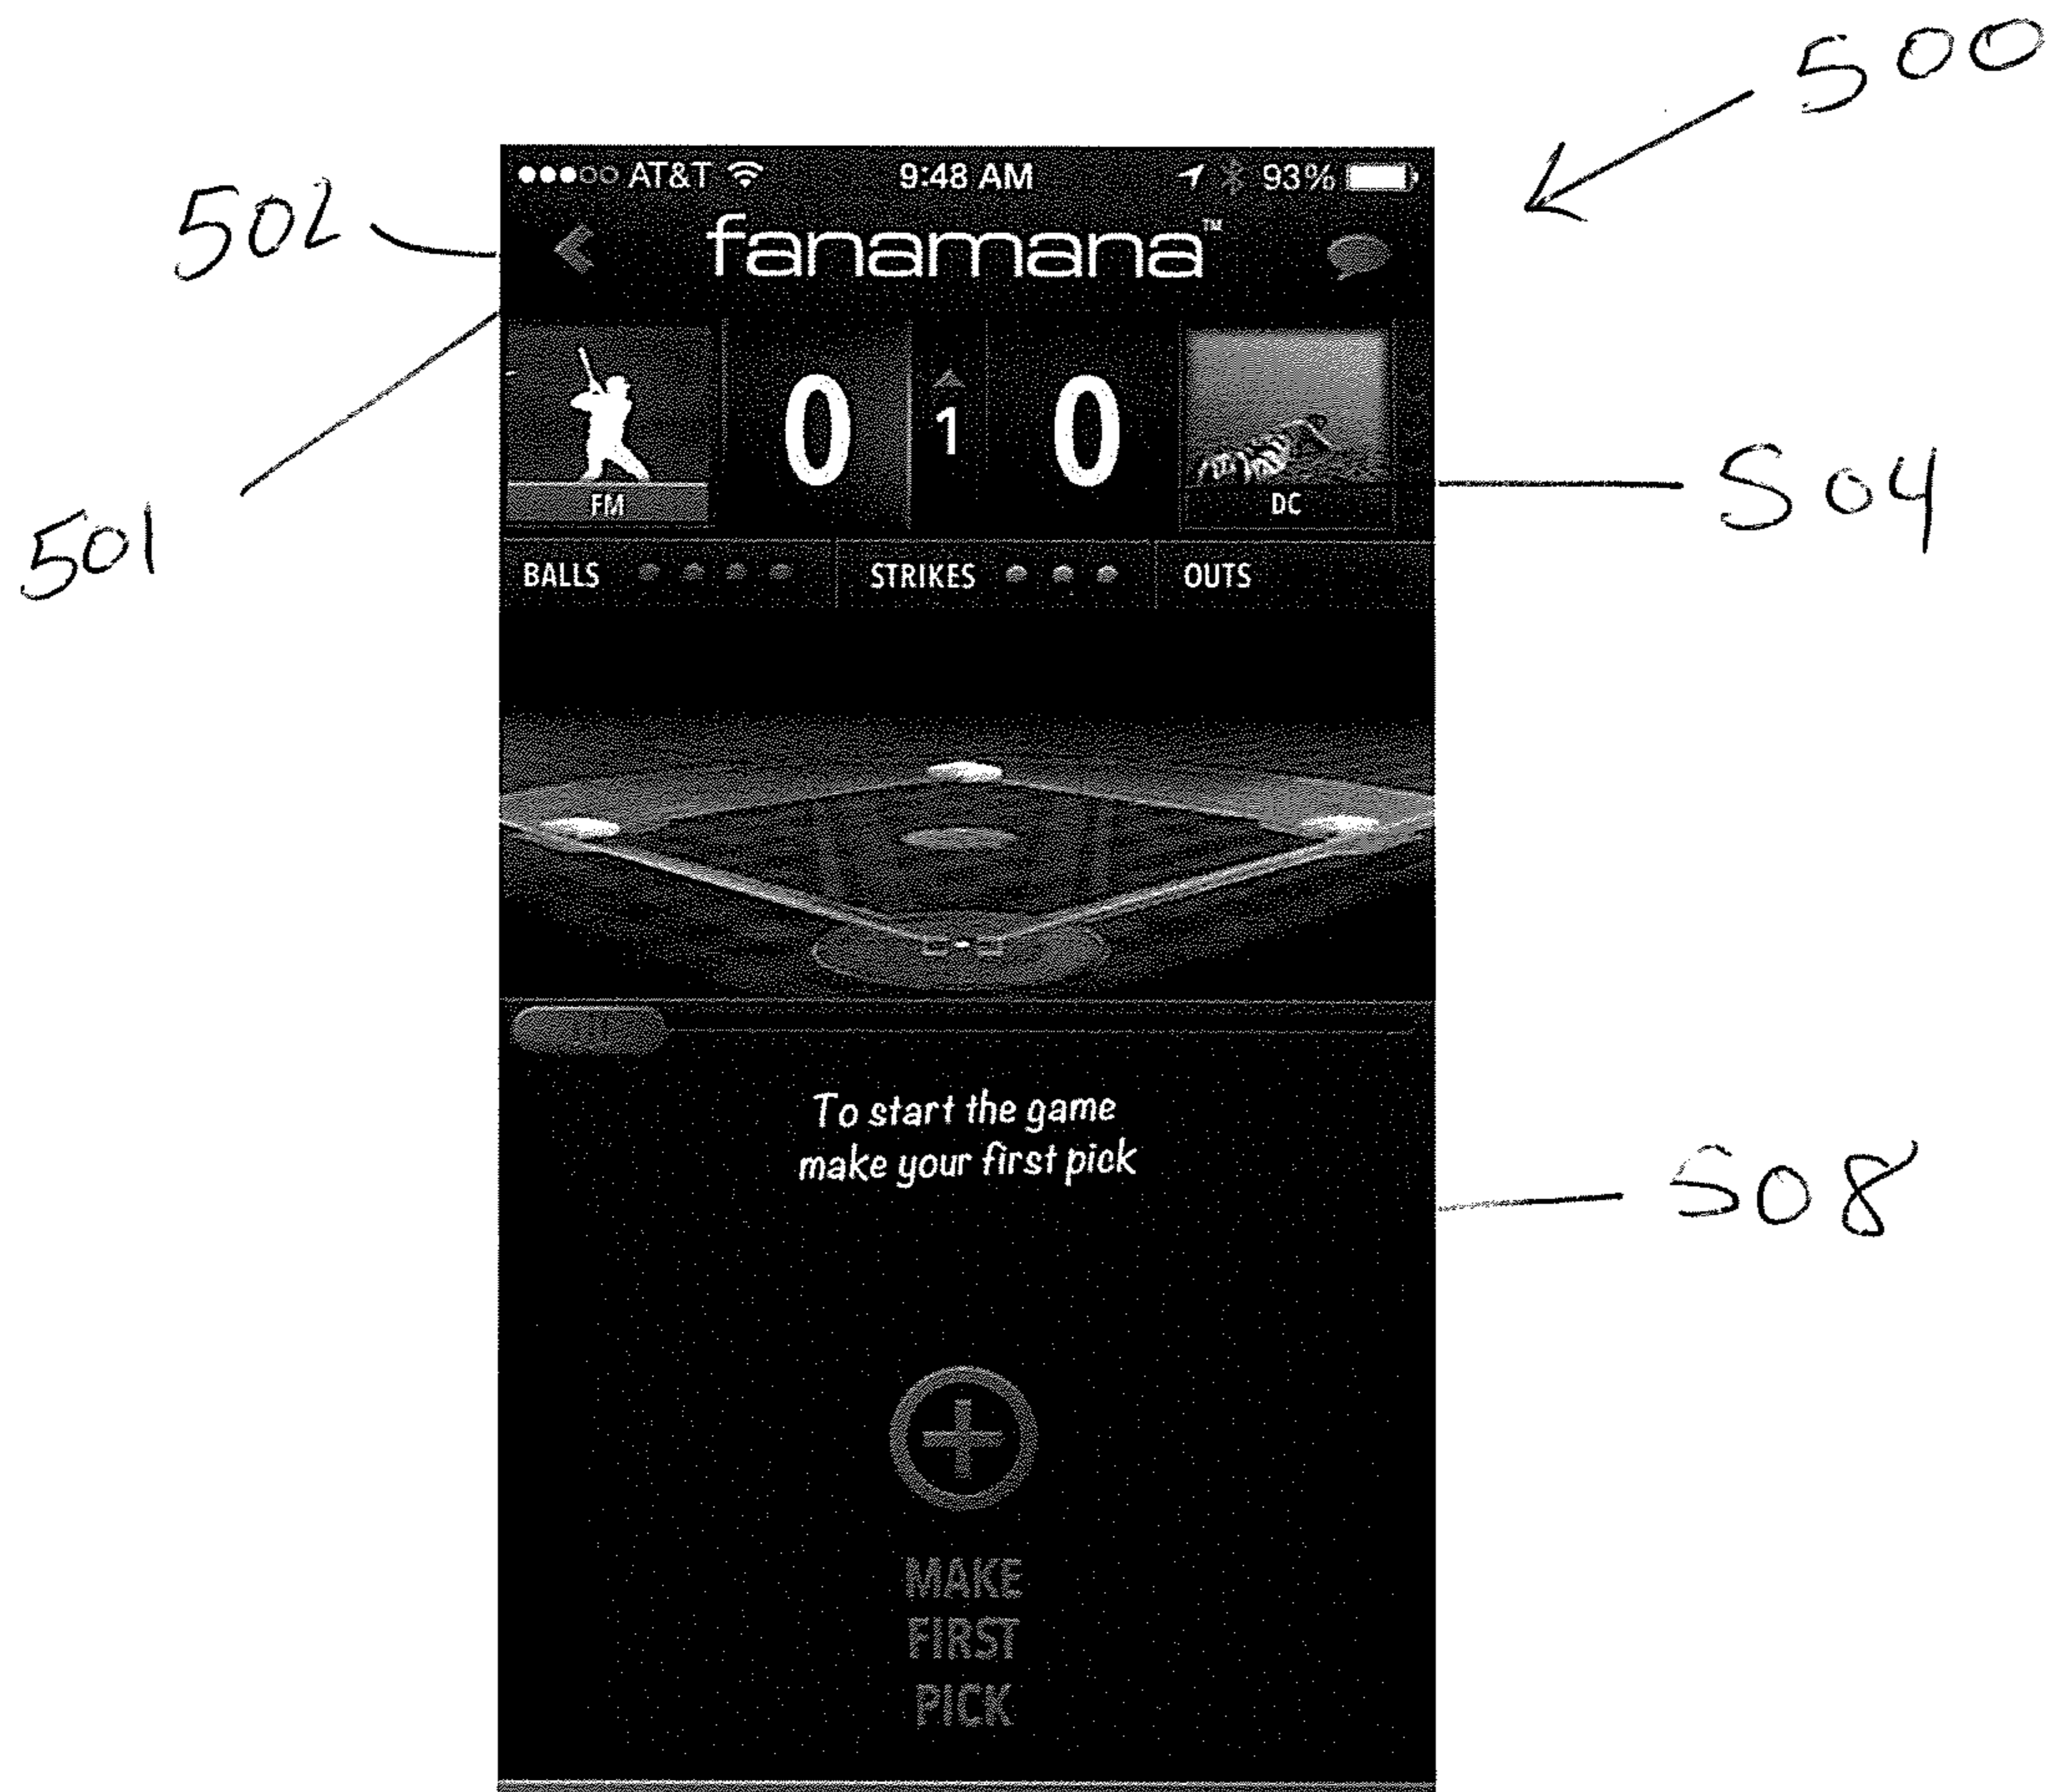 500
AT&T 9:48 AM 93%
502
fanamana™
0 1 0
501
FM DC
504
BALLS STRIKES OUTS
To start the game
make your first pick
508
MAKE
FIRST
PICK